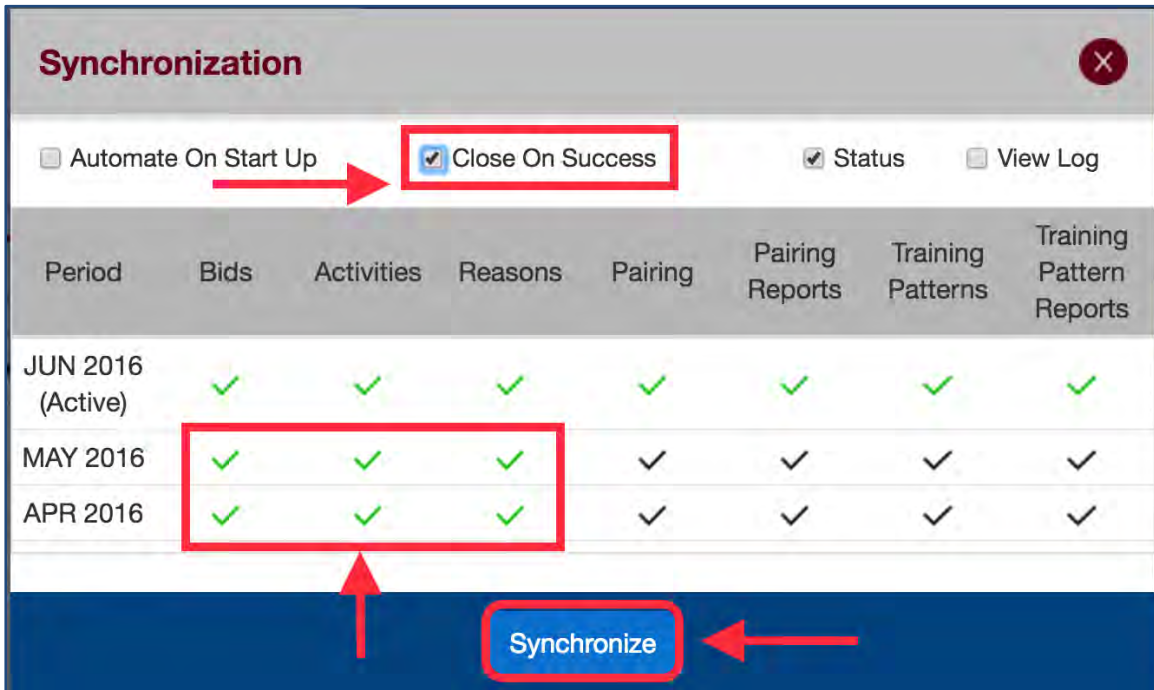 Synchronization
Automate On Start Up Close On Success Status View Log
Period Bids Activities Reasons Pairing Pairing Reports Training Patterns Training Pattern Reports
JUN 2016
(Active)
MAY 2016
APR 2016
Synchronize